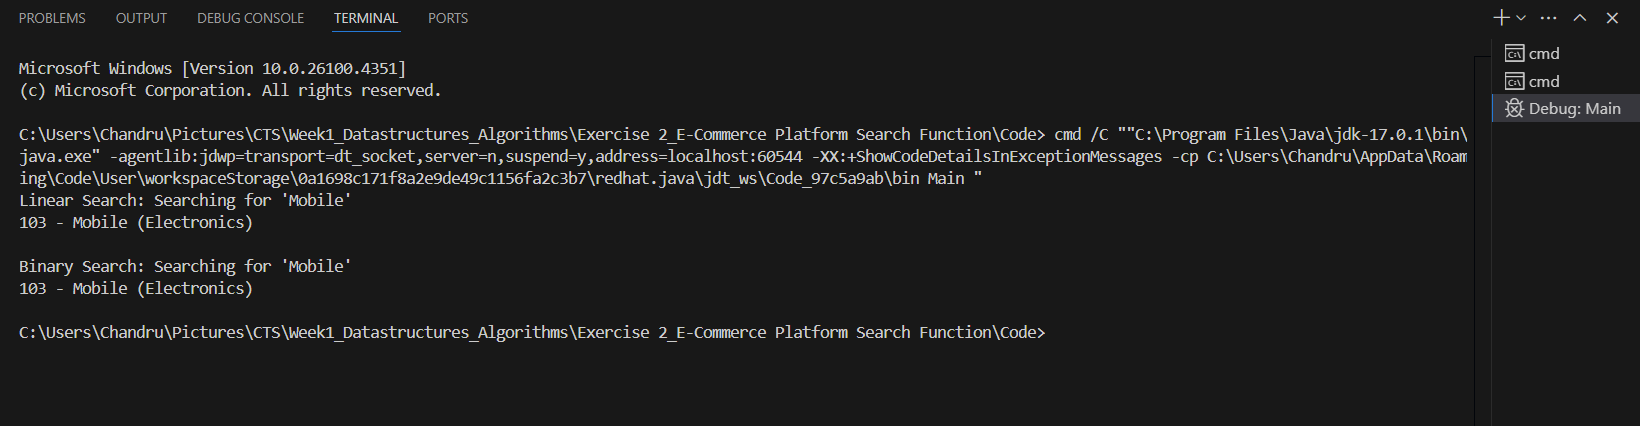 PROBLEMS OUTPUT DEBUG CONSOLE TERMINAL PORTS
Microsoft Windows [Version 10.0.26100.4351]
(c) Microsoft Corporation. All rights reserved.
C:\Users\Chandru\Pictures\CTS\Week1_Datastructures_Algorithms\Exercise 2_E-Commerce Platform Search Function\Code> cmd /C ""C:\Program Files\Java\jdk-17.0.1\bin\
java.exe" -agentlib:jdwp=transport=dt_socket,server=n,suspend=y,address=localhost:60544 -XX:+ShowCodeDetailsInExceptionMessages -cp C:\Users\Chandru\AppData\Roam
ing\Code\User\workspaceStorage\0a1698c171f8a2e9de49c1156fa2c3b7\redhat.java\jdt_ws\Code_97c5a9ab\bin Main "
Linear Search: Searching for 'Mobile'
103 - Mobile (Electronics)
Binary Search: Searching for 'Mobile'
103 - Mobile (Electronics)
C:\Users\Chandru\Pictures\CTS\Week1_Datastructures_Algorithms\Exercise 2_E-Commerce Platform Search Function\Code>
cmd
cmd
Debug: Main